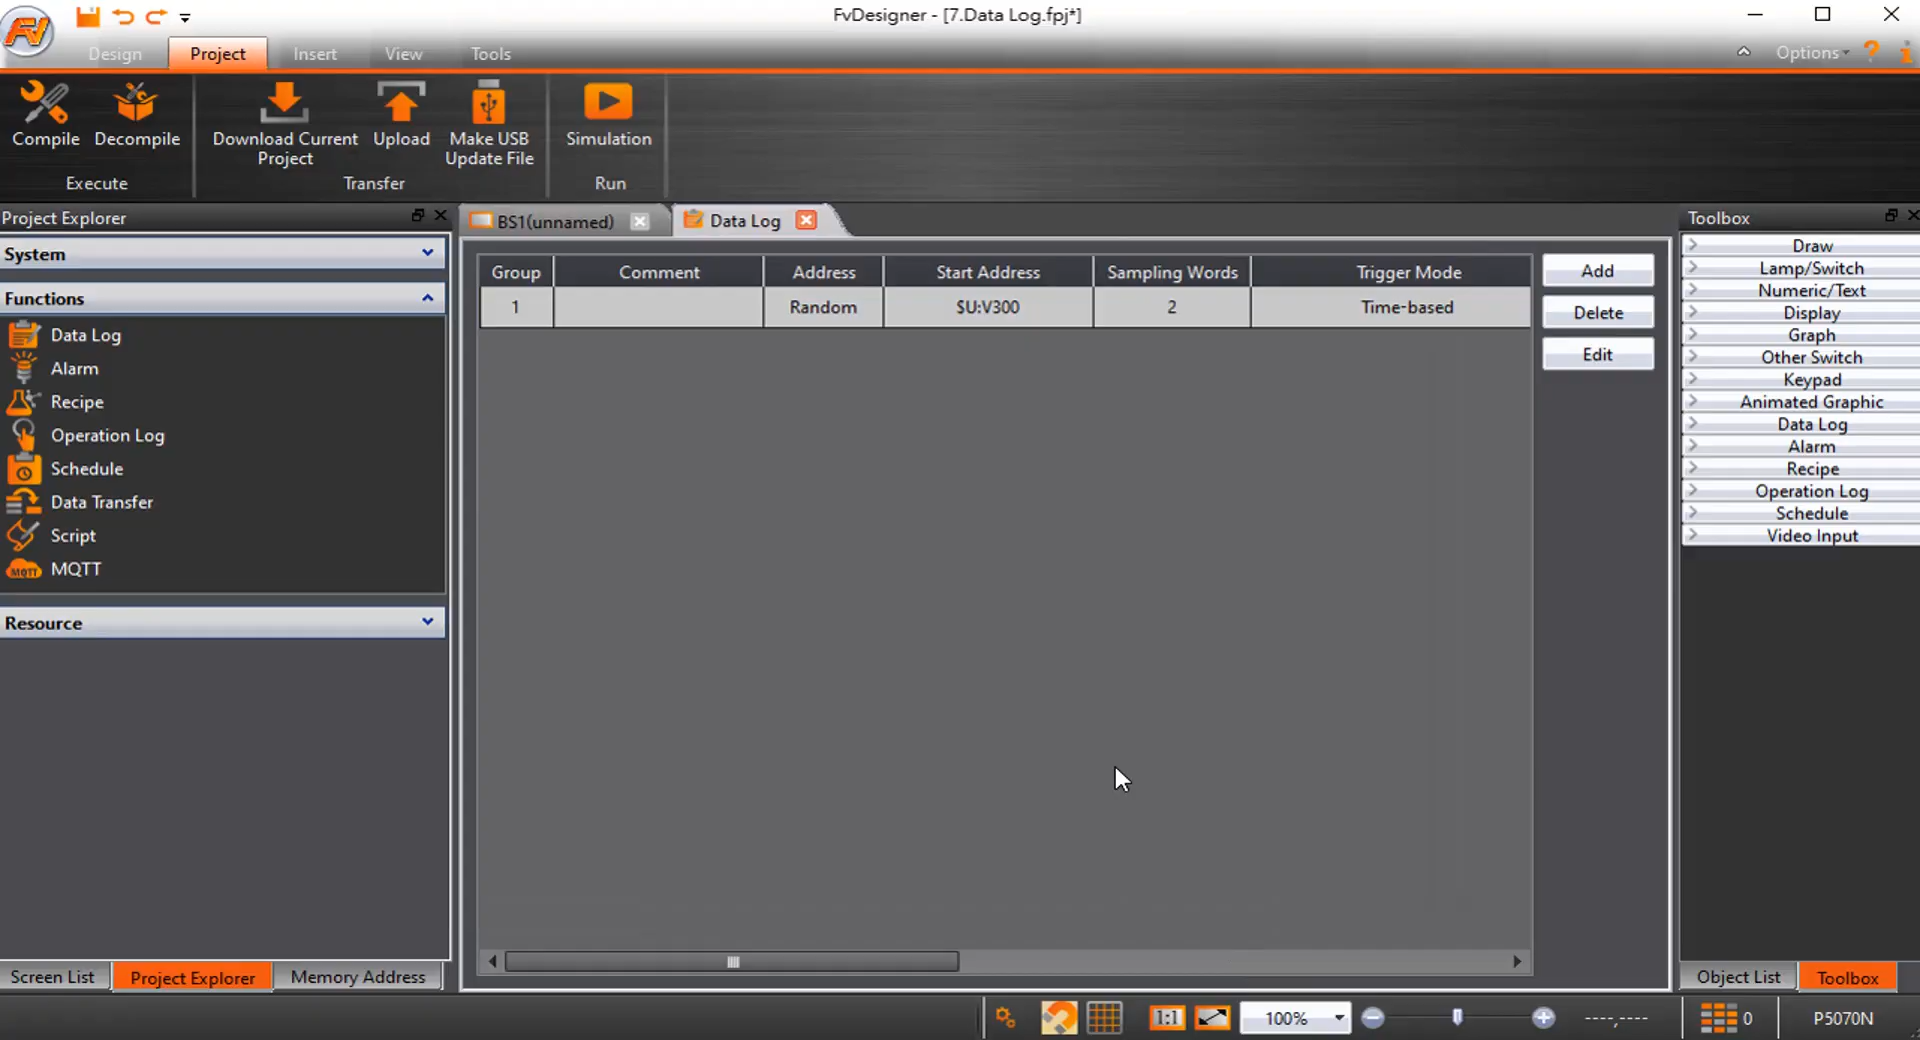 FvDesigner - [7.Data Log.fpj*]
FV
Design
Project
Insert
View
Tools
Options
Compile
Decompile
Download Current
Project
Upload
Make USB
Update File
Simulation
Execute
Transfer
Run
Project Explorer
System
Functions
Data Log
Alarm
Recipe
Operation Log
Schedule
Data Transfer
Script
MQTT
MQTT
Resource
Screen List
Project Explorer
Memory Address
BS1(unnamed)
Data Log
Group Comment Address Start Address Sampling Words Trigger Mode
1 Random $U:V300 2 Time-based
Add
Delete
Edit
Toolbox
Draw
Lamp/Switch
Numeric/Text
Display
Graph
Other Switch
Keypad
Animated Graphic
Data Log
Alarm
Recipe
Operation Log
Schedule
Video Input
Object List
Toolbox
1:1
100%
----,----
0
P5070N